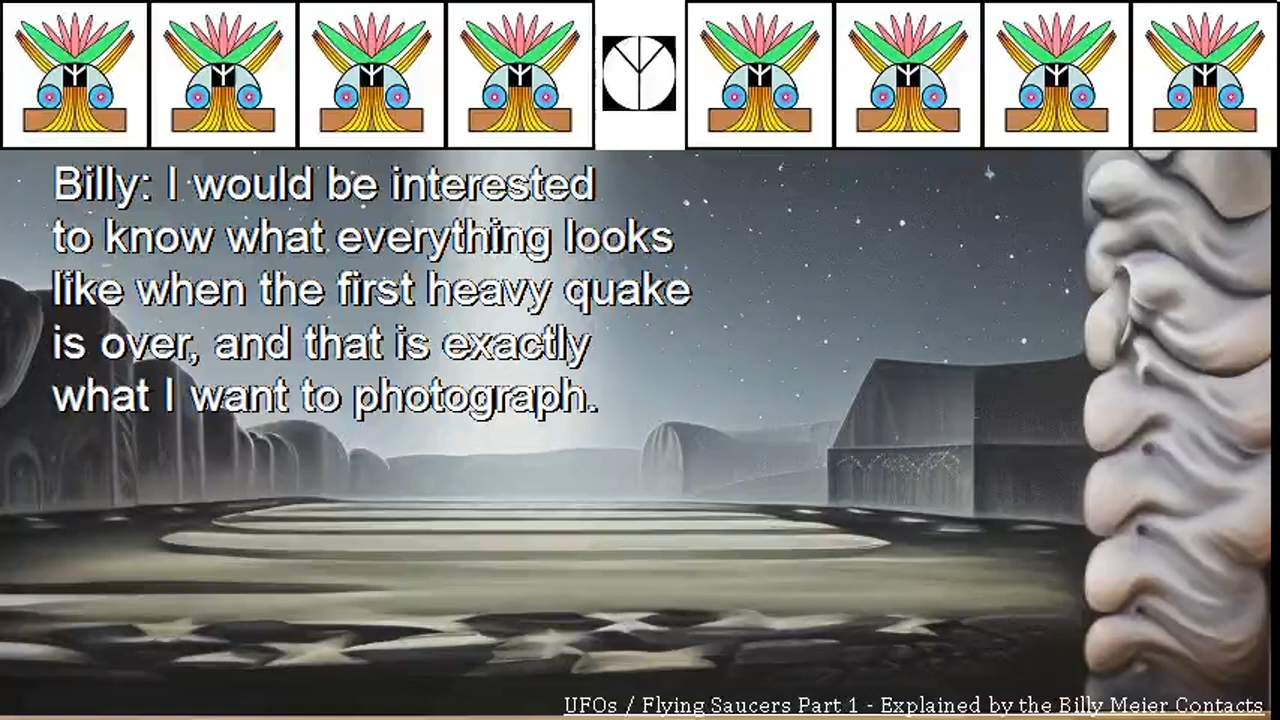 Billy: I would be interested
to know what everything looks
like when the first heavy quake
is over, and that is exactly
what I want to photograph.
UFOs / Flying Saucers Part 1 - Explained by the Billy Meier Contacts